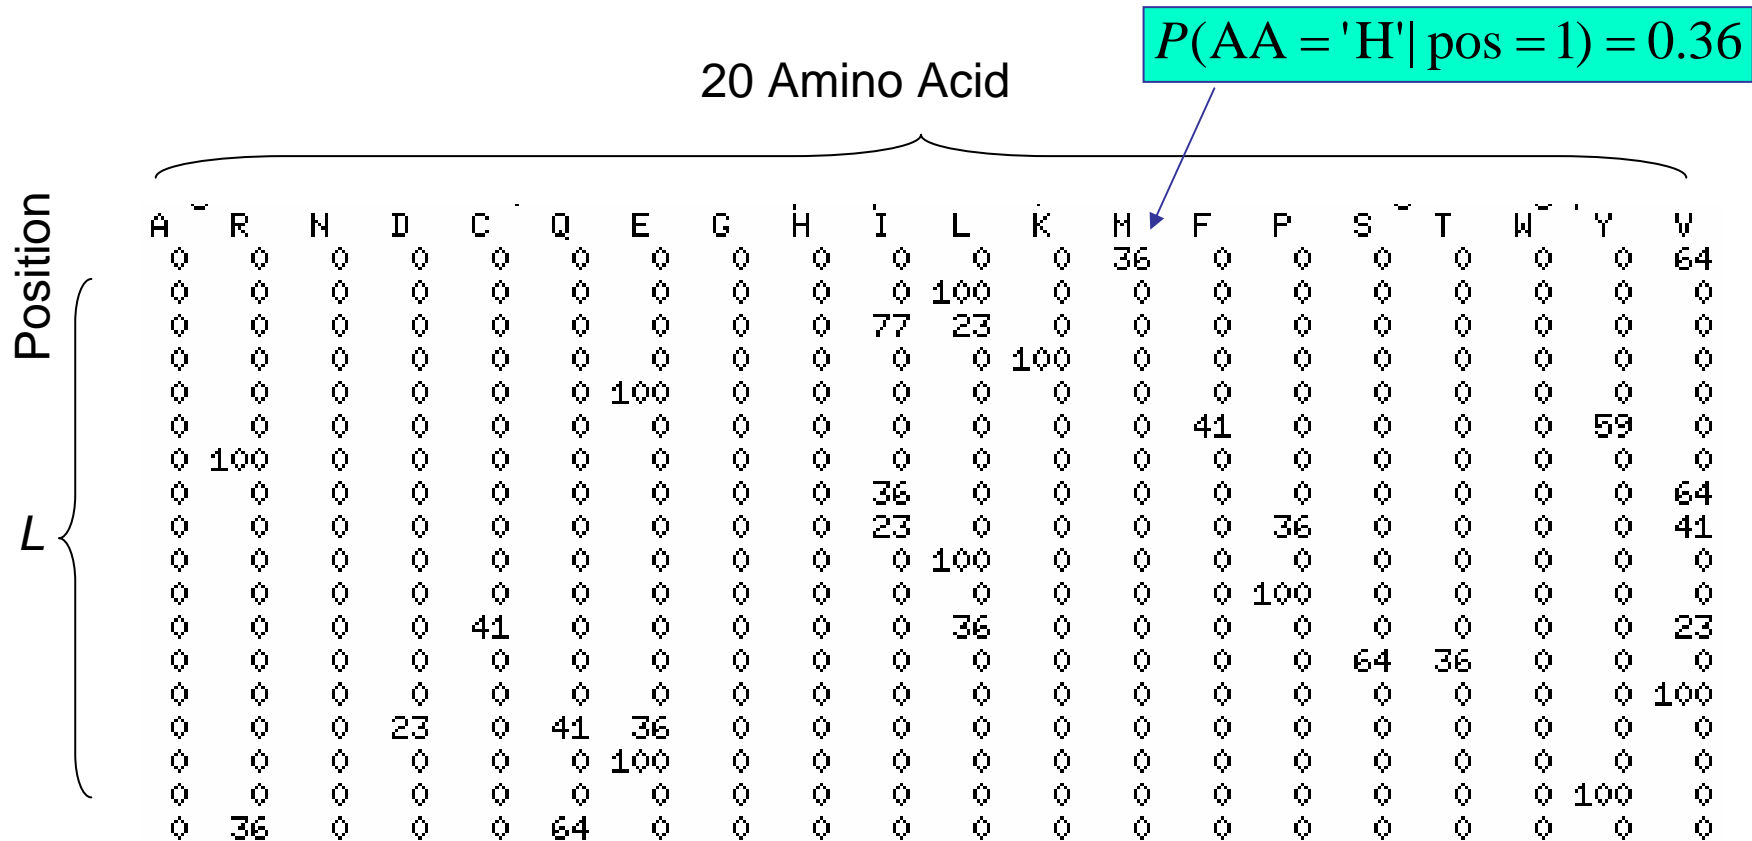 P(AA = 'H' | pos = 1) = 0.36
20 Amino Acid
Position
L
A R N D C Q E G H I L K M F P S T W Y V
0 0 0 0 0 0 0 0 0 0 0 0 36 0 0 0 0 0 0 64
0 0 0 0 0 0 0 0 0 0 100 0 0 0 0 0 0 0 0 0
0 0 0 0 0 0 0 0 0 77 23 0 0 0 0 0 0 0 0 0
0 0 0 0 0 0 0 0 0 0 0 100 0 0 0 0 0 0 0 0
0 0 0 0 0 0 100 0 0 0 0 0 0 0 0 0 0 0 0 0
0 0 0 0 0 0 0 0 0 0 0 0 0 41 0 0 0 0 59 0
0 100 0 0 0 0 0 0 0 0 0 0 0 0 0 0 0 0 0 0
0 0 0 0 0 0 0 0 0 36 0 0 0 0 0 0 0 0 0 64
0 0 0 0 0 0 0 0 0 23 0 0 0 0 36 0 0 0 0 41
0 0 0 0 0 0 0 0 0 0 100 0 0 0 0 0 0 0 0 0
0 0 0 0 0 0 0 0 0 0 0 0 0 0 100 0 0 0 0 0
0 0 0 0 41 0 0 0 0 0 36 0 0 0 0 0 0 0 0 23
0 0 0 0 0 0 0 0 0 0 0 0 0 0 0 64 36 0 0 0
0 0 0 0 0 0 0 0 0 0 0 0 0 0 0 0 0 0 0 100
0 0 0 23 0 41 36 0 0 0 0 0 0 0 0 0 0 0 0 0
0 0 0 0 0 0 100 0 0 0 0 0 0 0 0 0 0 0 0 0
0 0 0 0 0 0 0 0 0 0 0 0 0 0 0 0 0 0 100 0
0 36 0 0 0 64 0 0 0 0 0 0 0 0 0 0 0 0 0 0